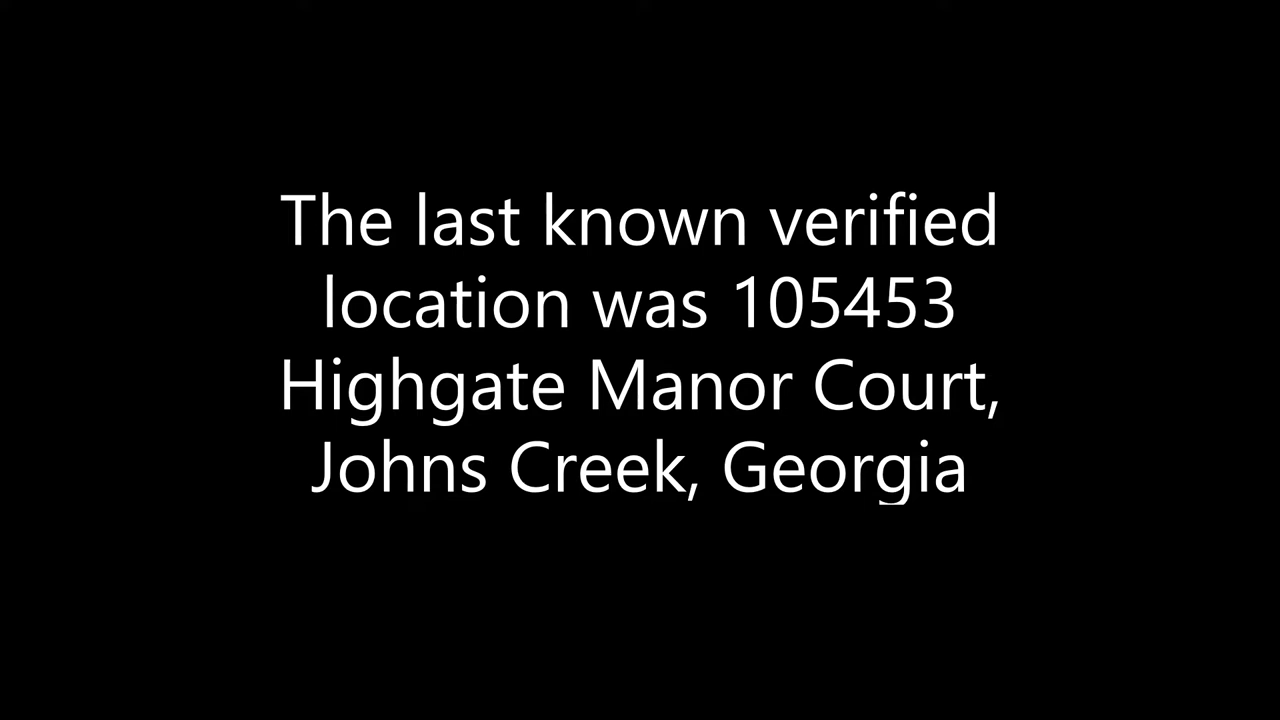 The last known verified
location was 105453
Highgate Manor Court,
Johns Creek, Georgia